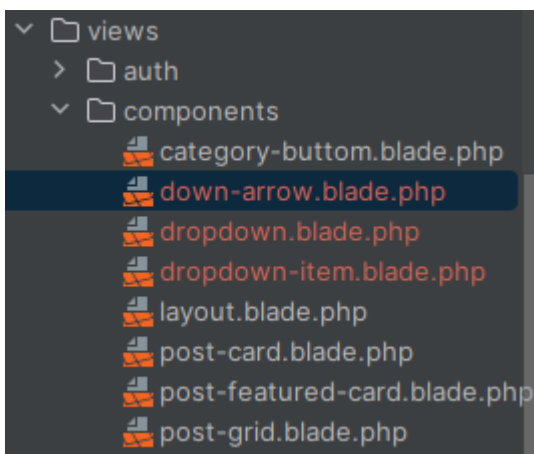 views
auth
components
category-buttom.blade.php
down-arrow.blade.php
dropdown.blade.php
dropdown-item.blade.php
layout.blade.php
post-card.blade.php
post-featured-card.blade.php
post-grid.blade.php